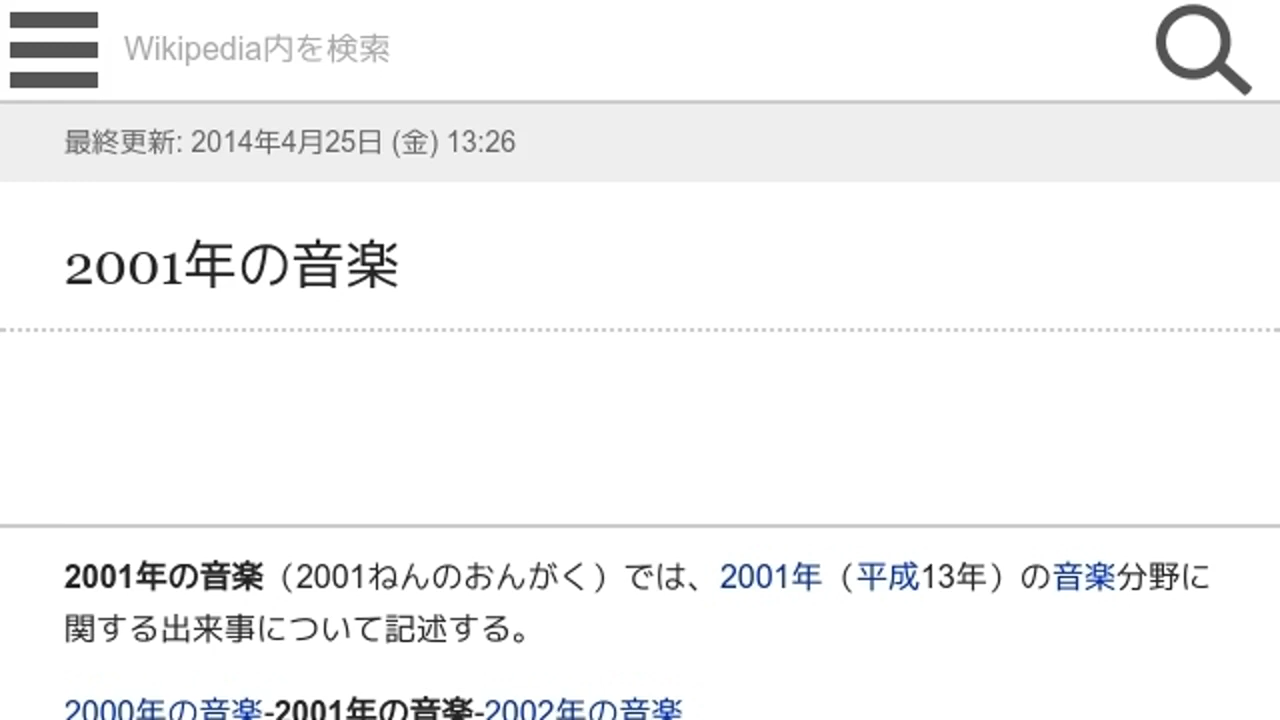 Wikipedia内を検索
最終更新: 2014年4月25日 (金) 13:26
2001年の音楽
2001年の音楽（2001ねんのおんがく）では、2001年（平成13年）の音楽分野に
関する出来事について記述する。
2000年の音楽-2001年の音楽-2002年の音楽